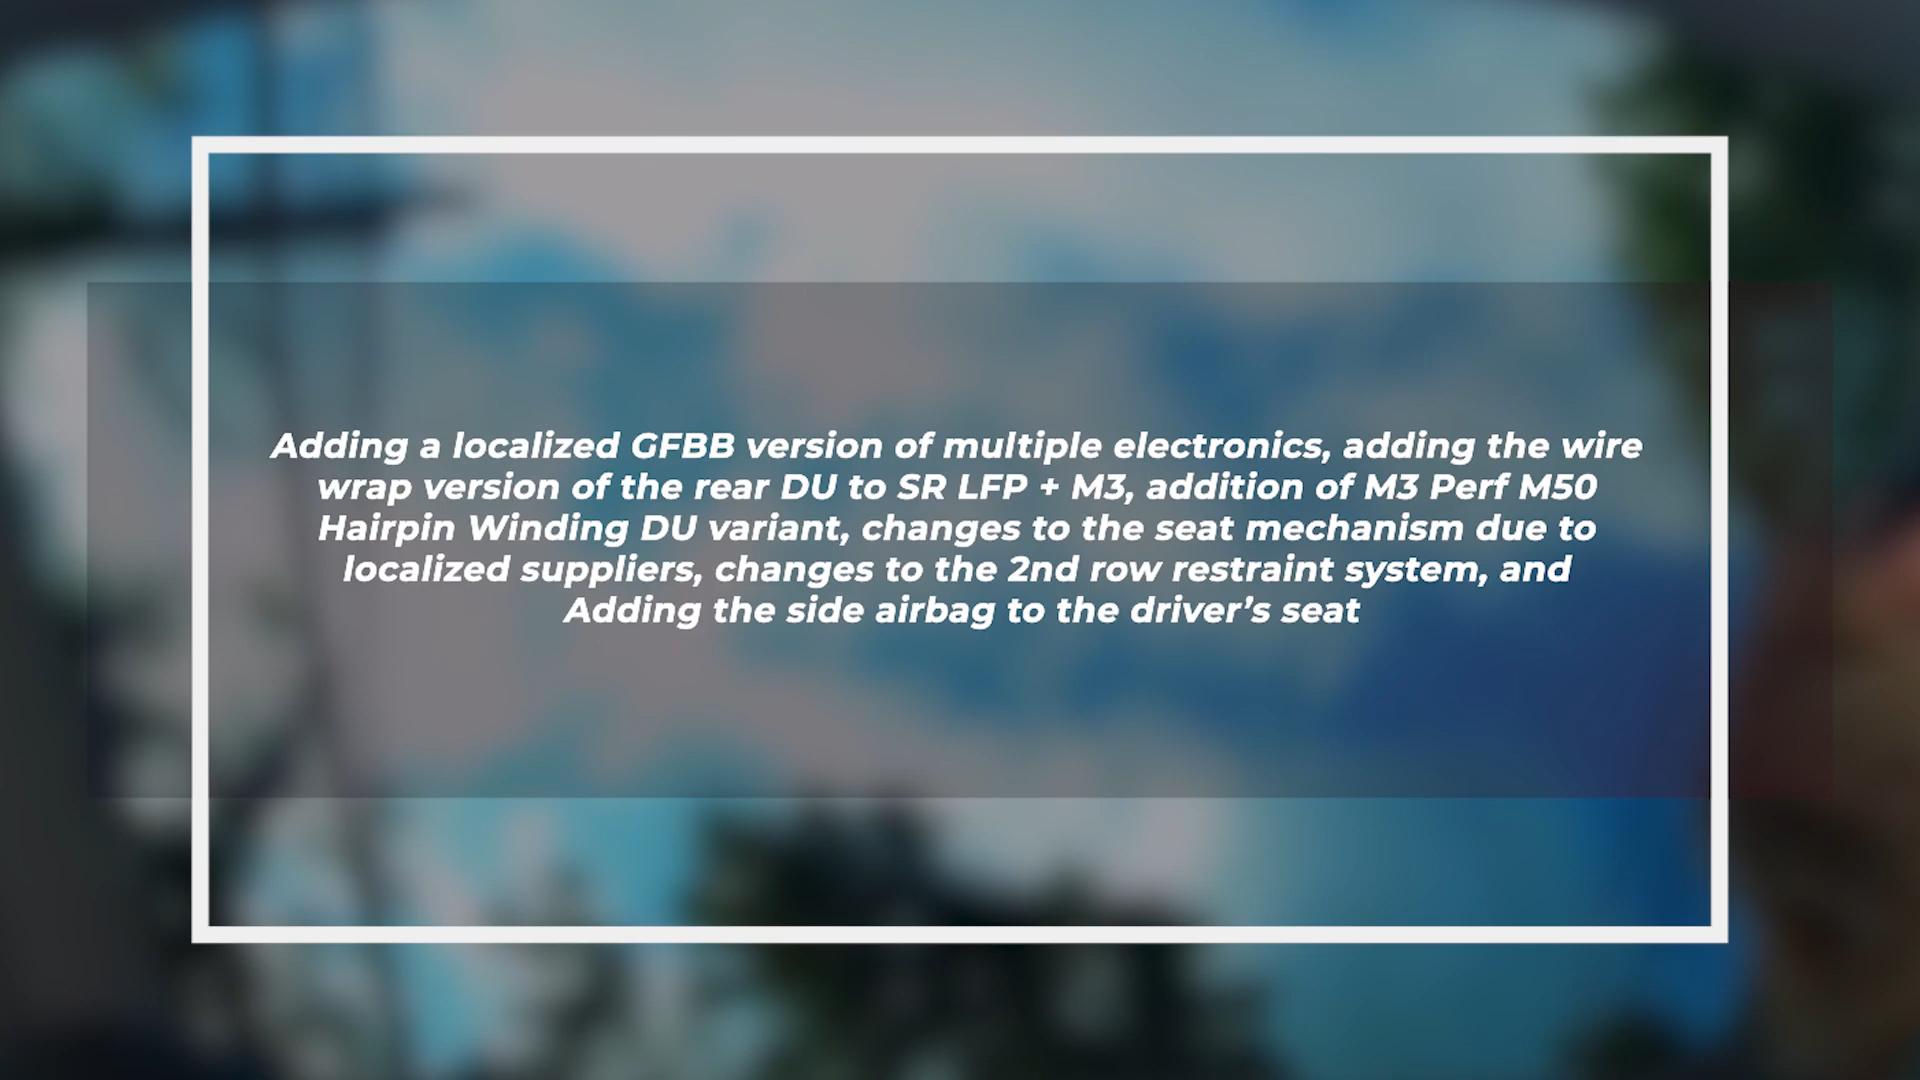 Adding a localized GFBB version of multiple electronics, adding the wire
wrap version of the rear DU to SR LFP + M3, addition of M3 Perf M50
Hairpin Winding DU variant, changes to the seat mechanism due to
localized suppliers, changes to the 2nd row restraint system, and
Adding the side airbag to the driver’s seat